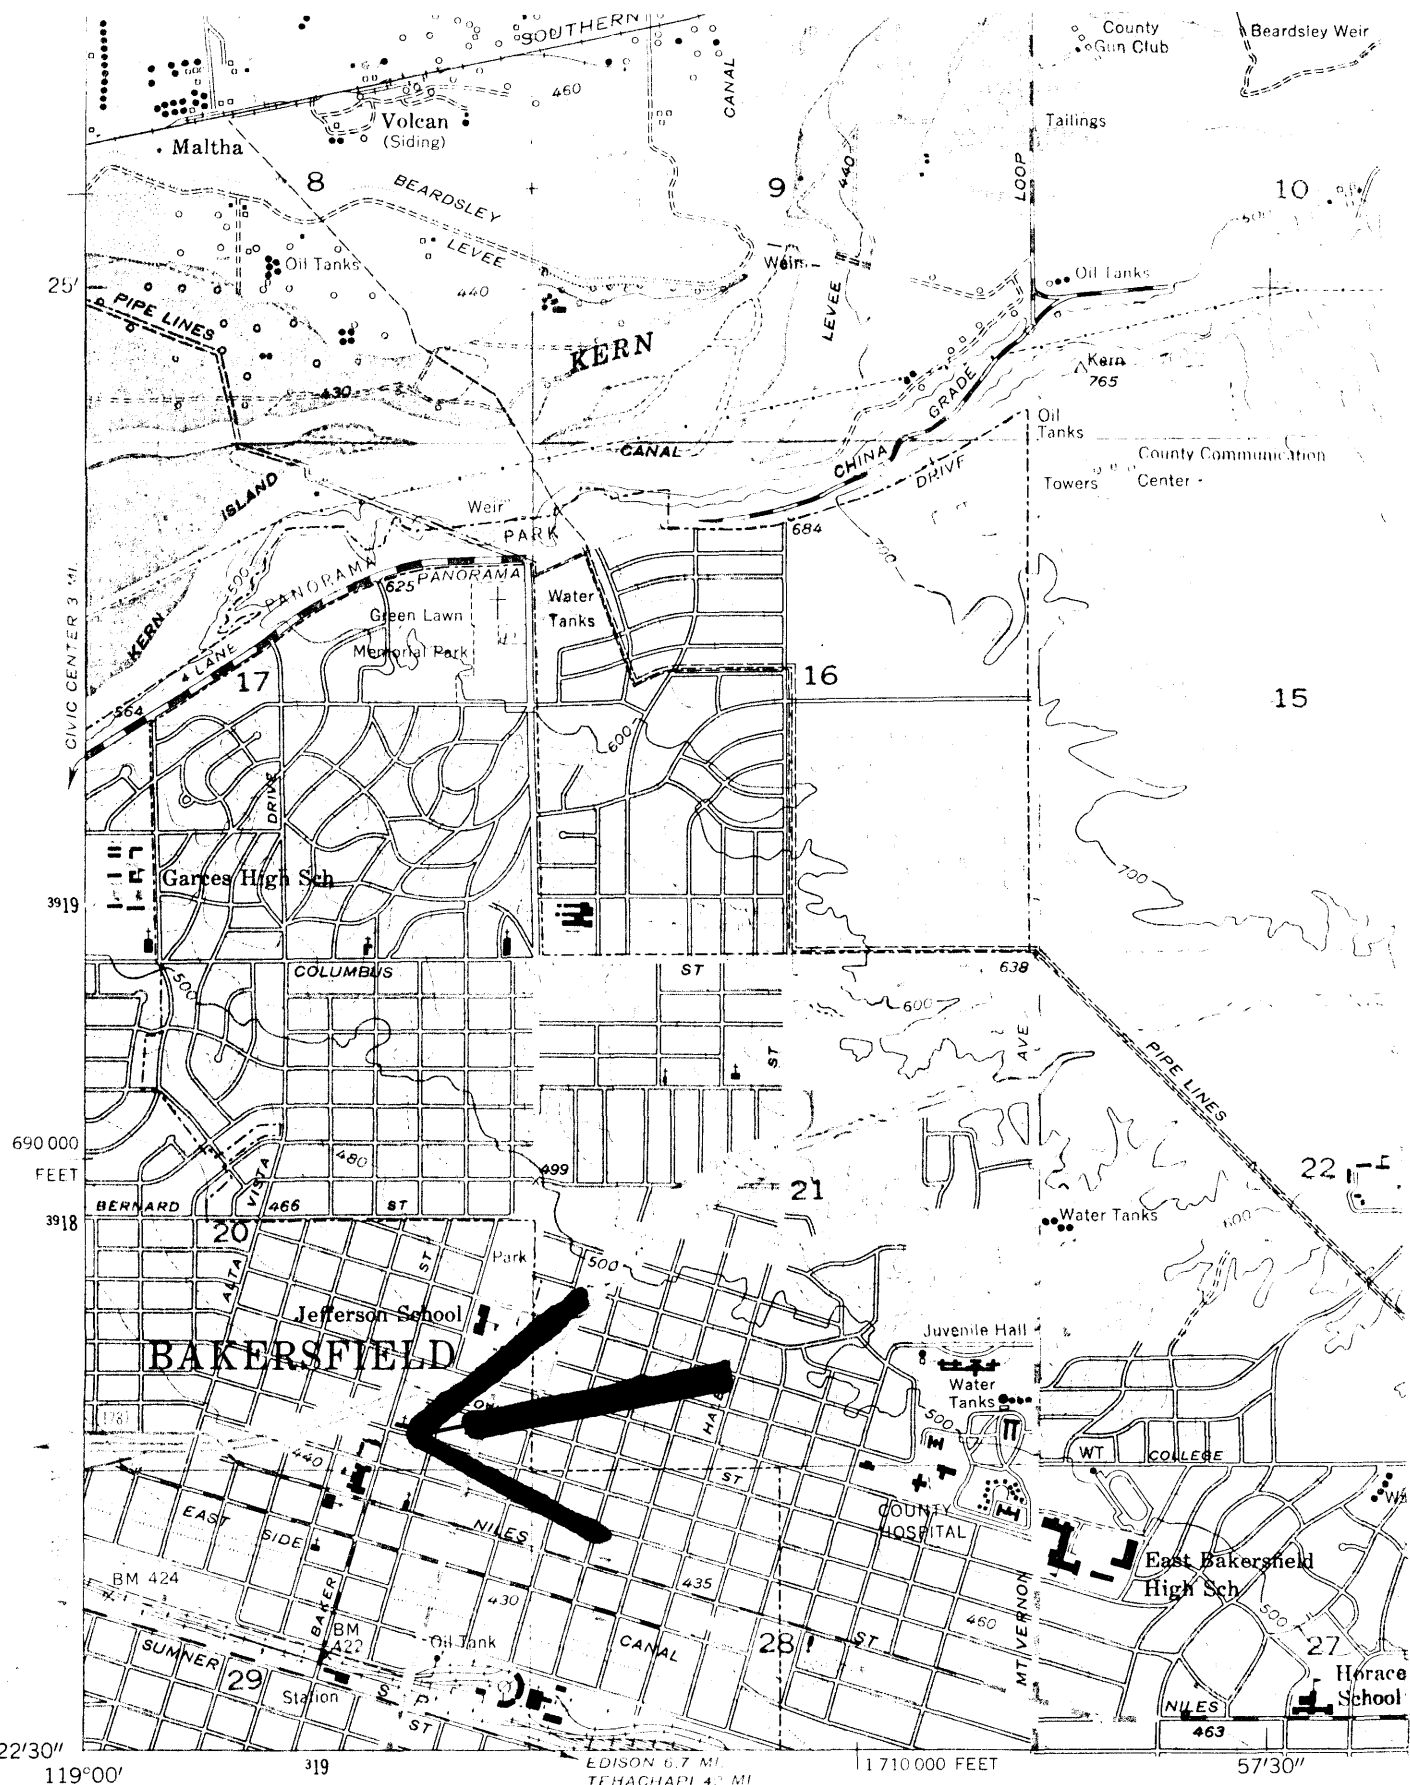 SOUTHERN
County
Gun Club
Beardsley Weir
460
CANAL
Volcan
(Siding)
Maltha
Tailings
8
BEARDSLEY
9
440
LOOP
10
LEVEE
Oil Tanks
Weir
Oil Tanks
500
25'
440
PIPE LINES
LEVEE
KERN
Kern
765
430
GRADE
Oil
Tanks
CANAL
CHINA
County Communication
DRIVE
Towers
Center
ISLAND
Weir
PARK
684
700
CIVIC CENTER 3 MI.
500
PANORAMA
625
PANORAMA
Water
Tanks
Green Lawn
Memorial Park
KERN
LANE
17
16
15
564
600
DRIVE
Garces High Sch
700
3919
COLUMBUS
ST
638
500
600
AVE
ST
PIPE LINES
690 000
FEET
480
499
VISTA
21
22
BERNARD
466
ST
3918
20
Water Tanks
600
ST
Park
500
ALTA
Jefferson School
Juvenile Hall
BAKERSFIELD
Water
Tanks
500
440
WT
COLLEGE
ST
EAST
SIDE
NILES
COUNTY
HOSPITAL
East Bakersfield
High Sch
BM 424
435
430
MT VERNON
BAKER
460
500
BM
422
Oil Tank
CANAL
28
ST
27
SUMNER
29
Station
S P
Horace
School
ST
NILES
463
22'30"
119°00'
319
EDISON 6.7 MI.
1 710 000 FEET
57'30"